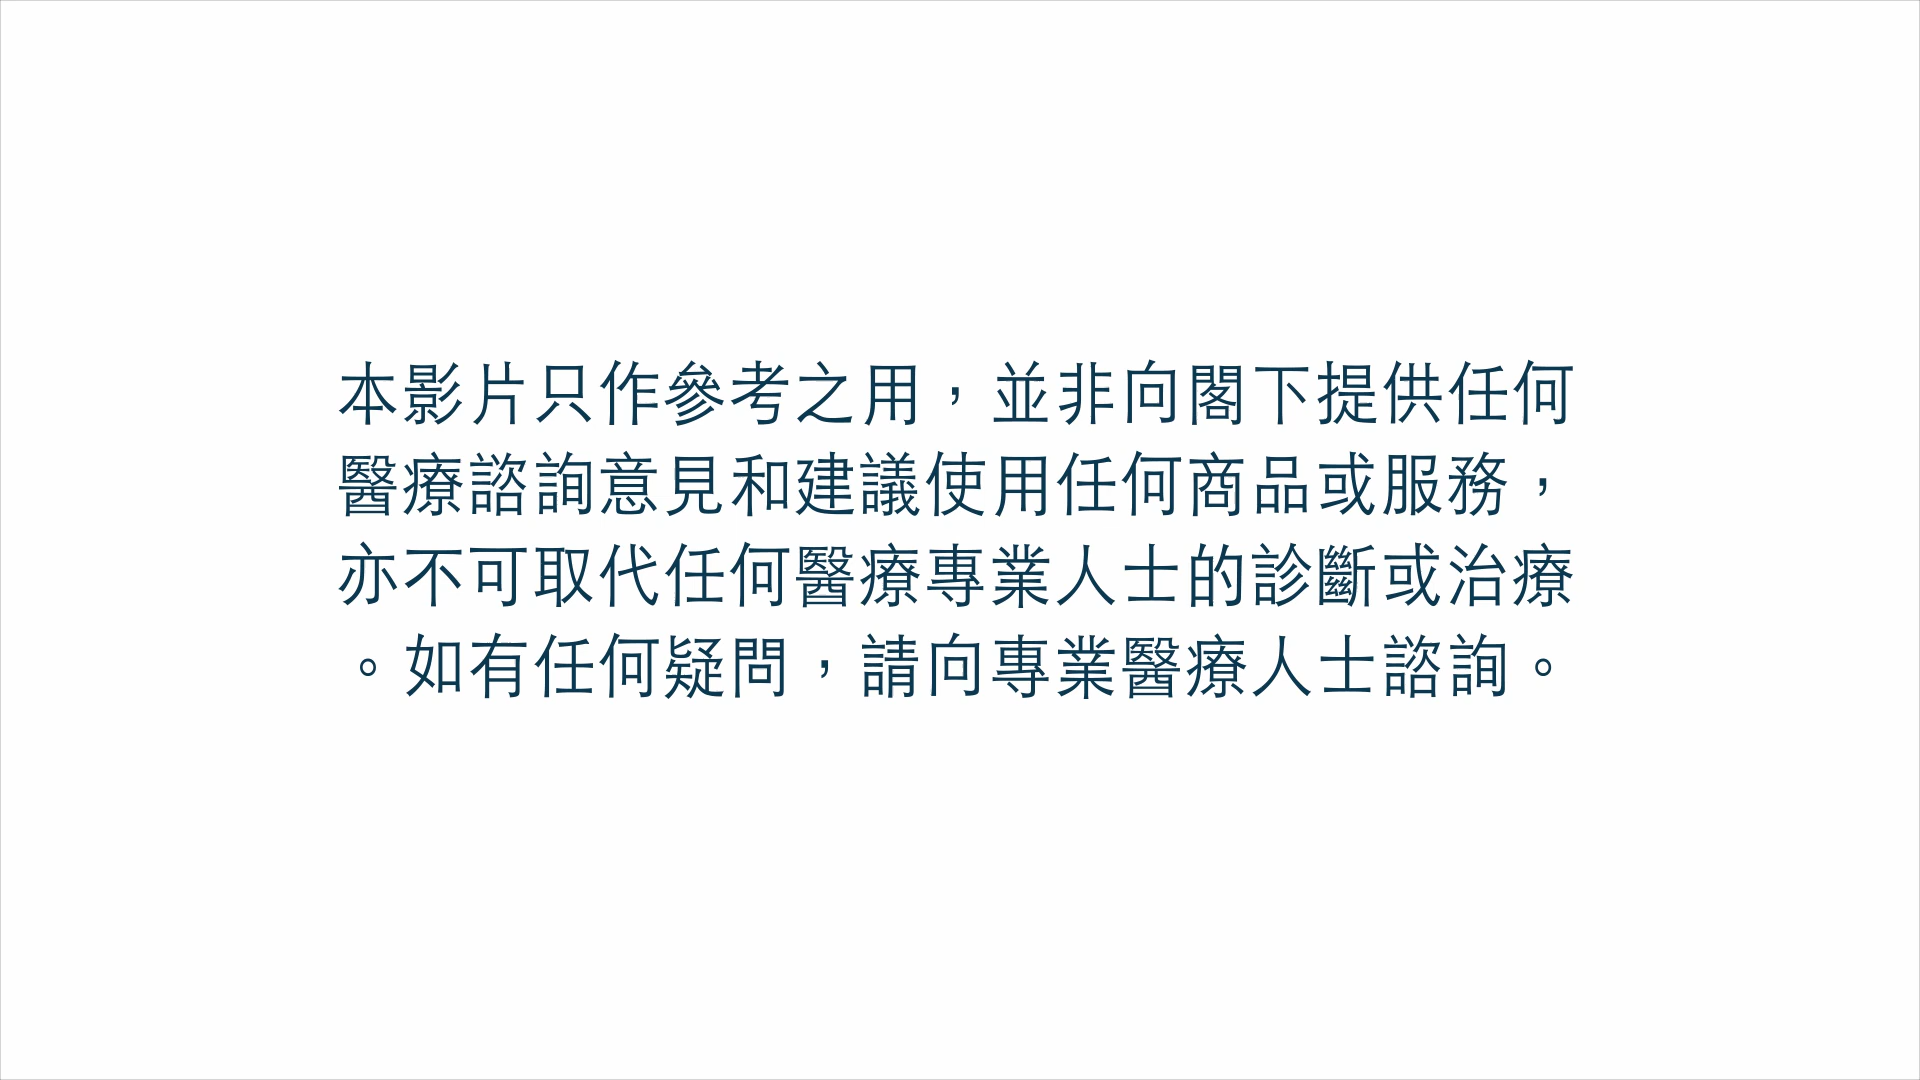 本影片只作參考之用，並非向閣下提供任何
醫療諮詢意見和建議使用任何商品或服務，
亦不可取代任何醫療專業人士的診斷或治療
。如有任何疑問，請向專業醫療人士諮詢。